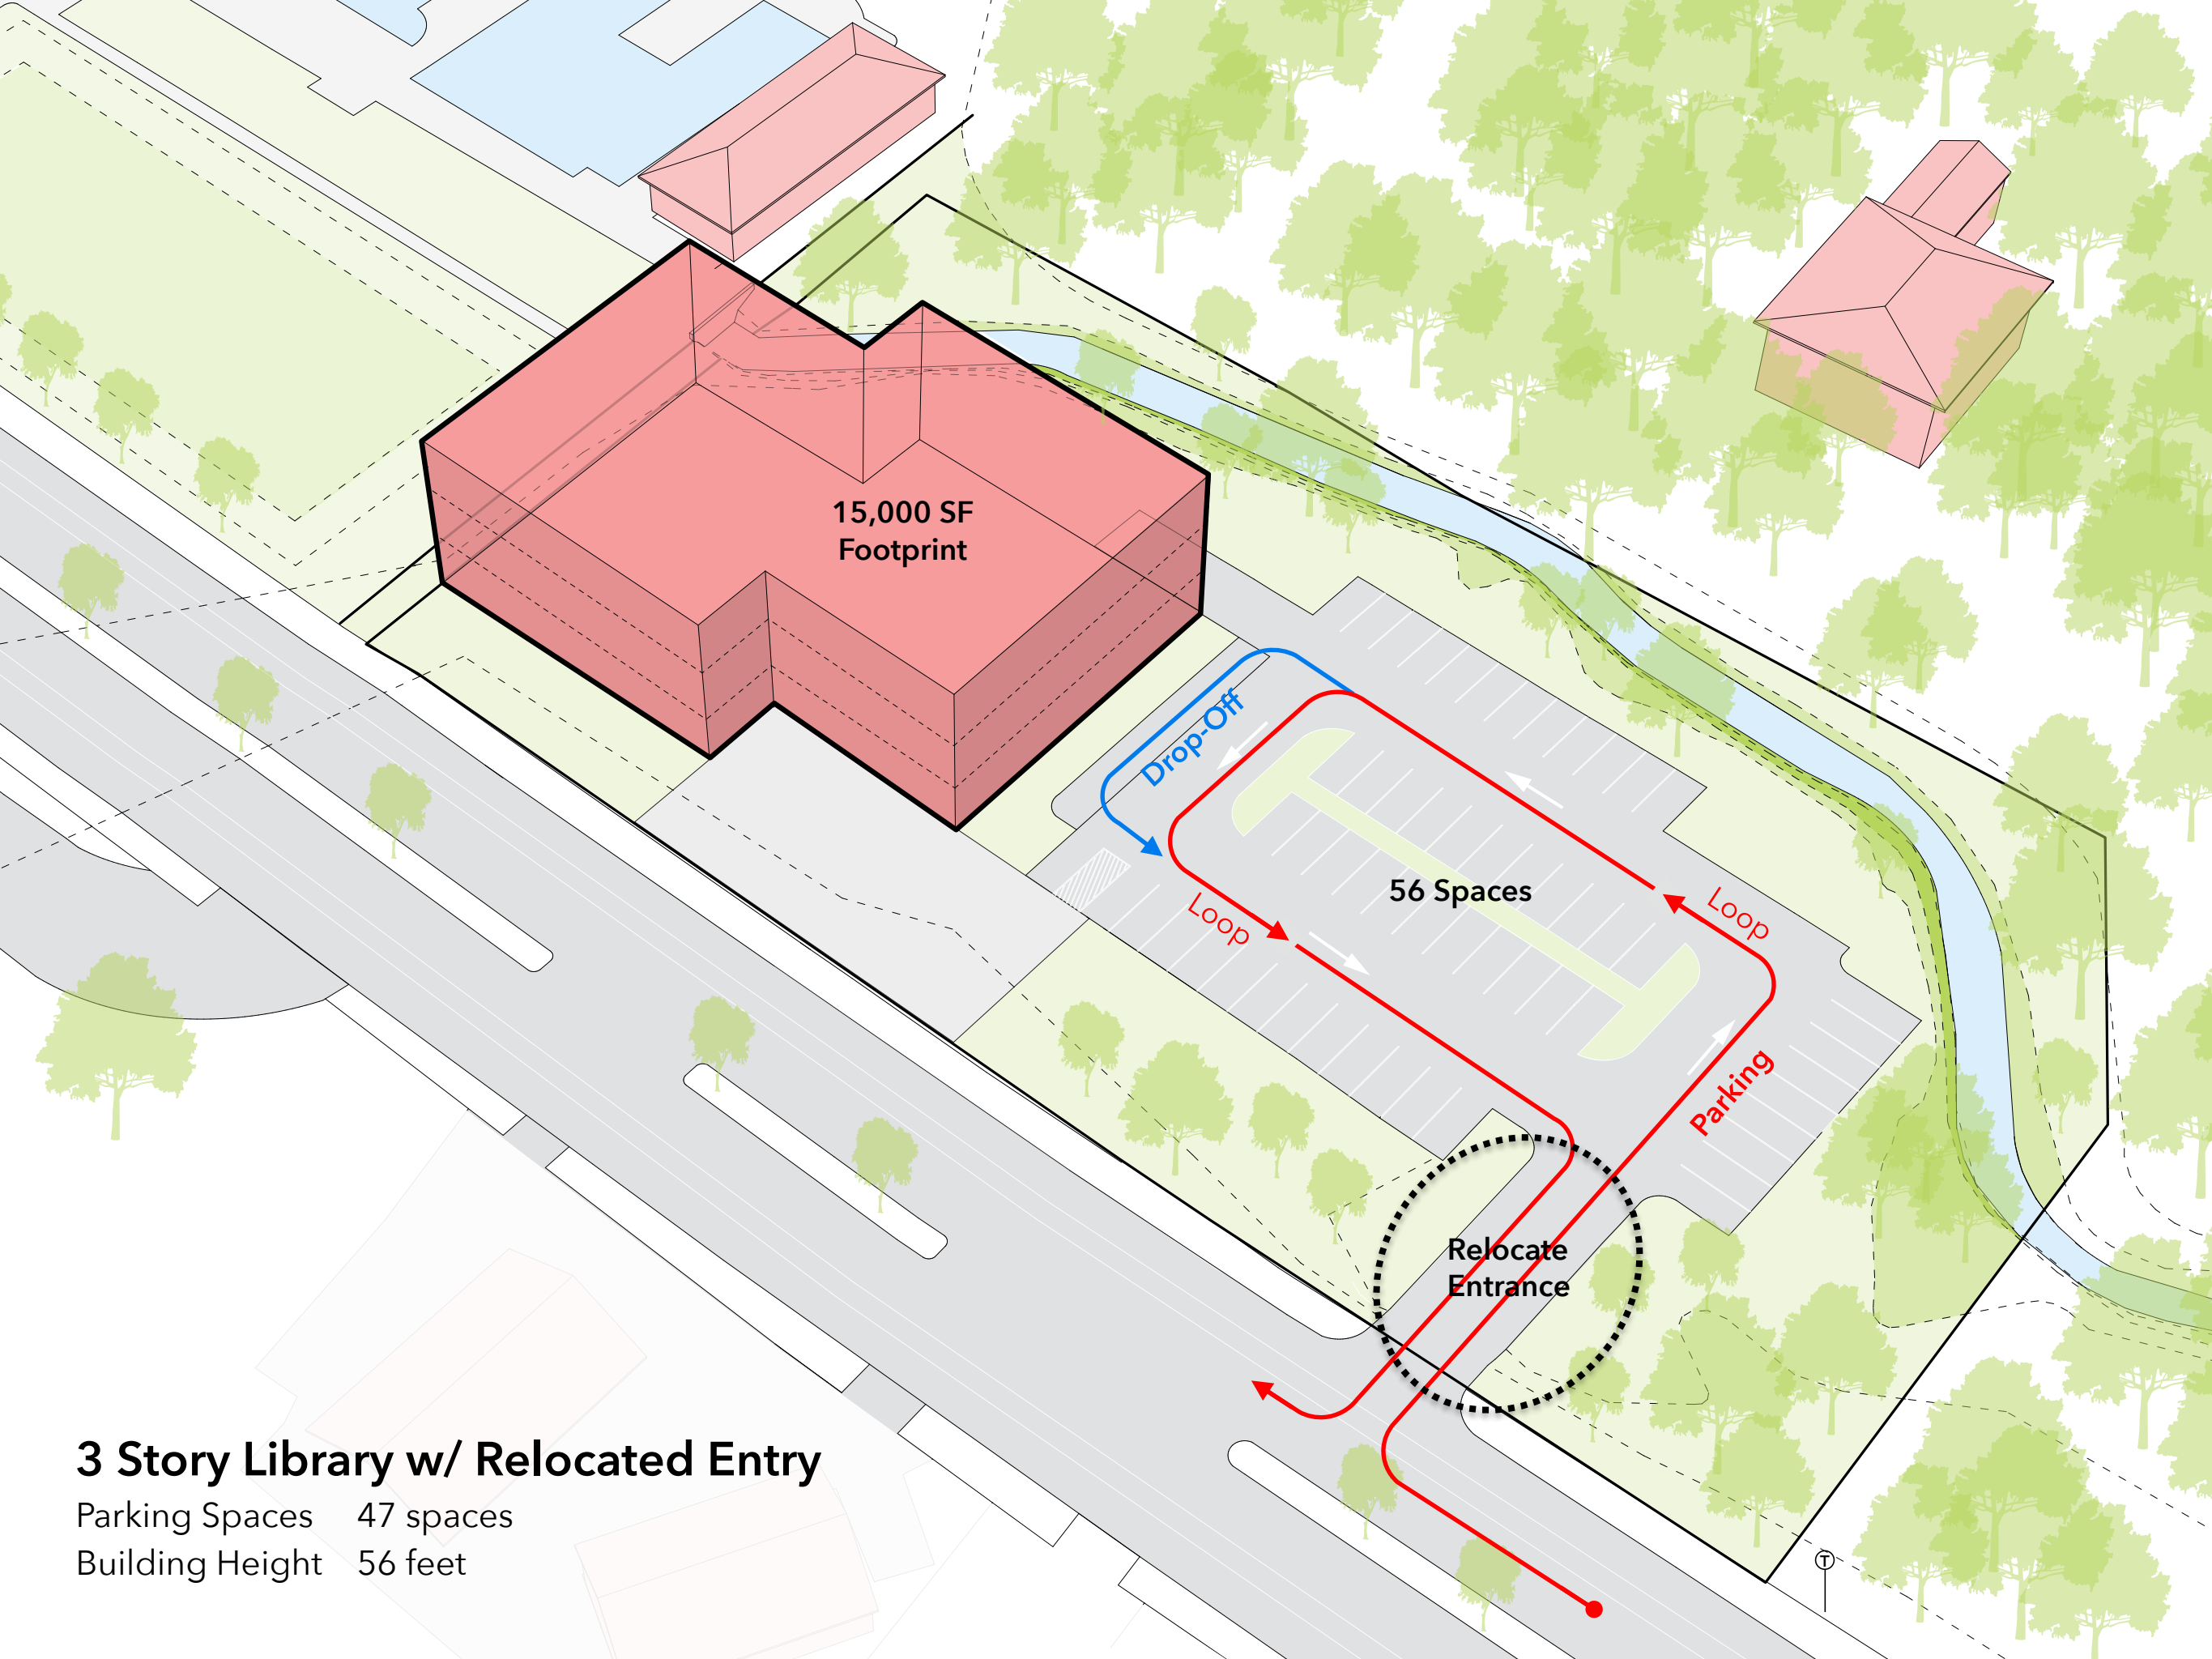 15,000 SF
Footprint
Drop-Off
56 Spaces
Loop
Loop
Parking
Relocate
Entrance
3 Story Library w/ Relocated Entry
Parking Spaces 47 spaces
Building Height 56 feet
T